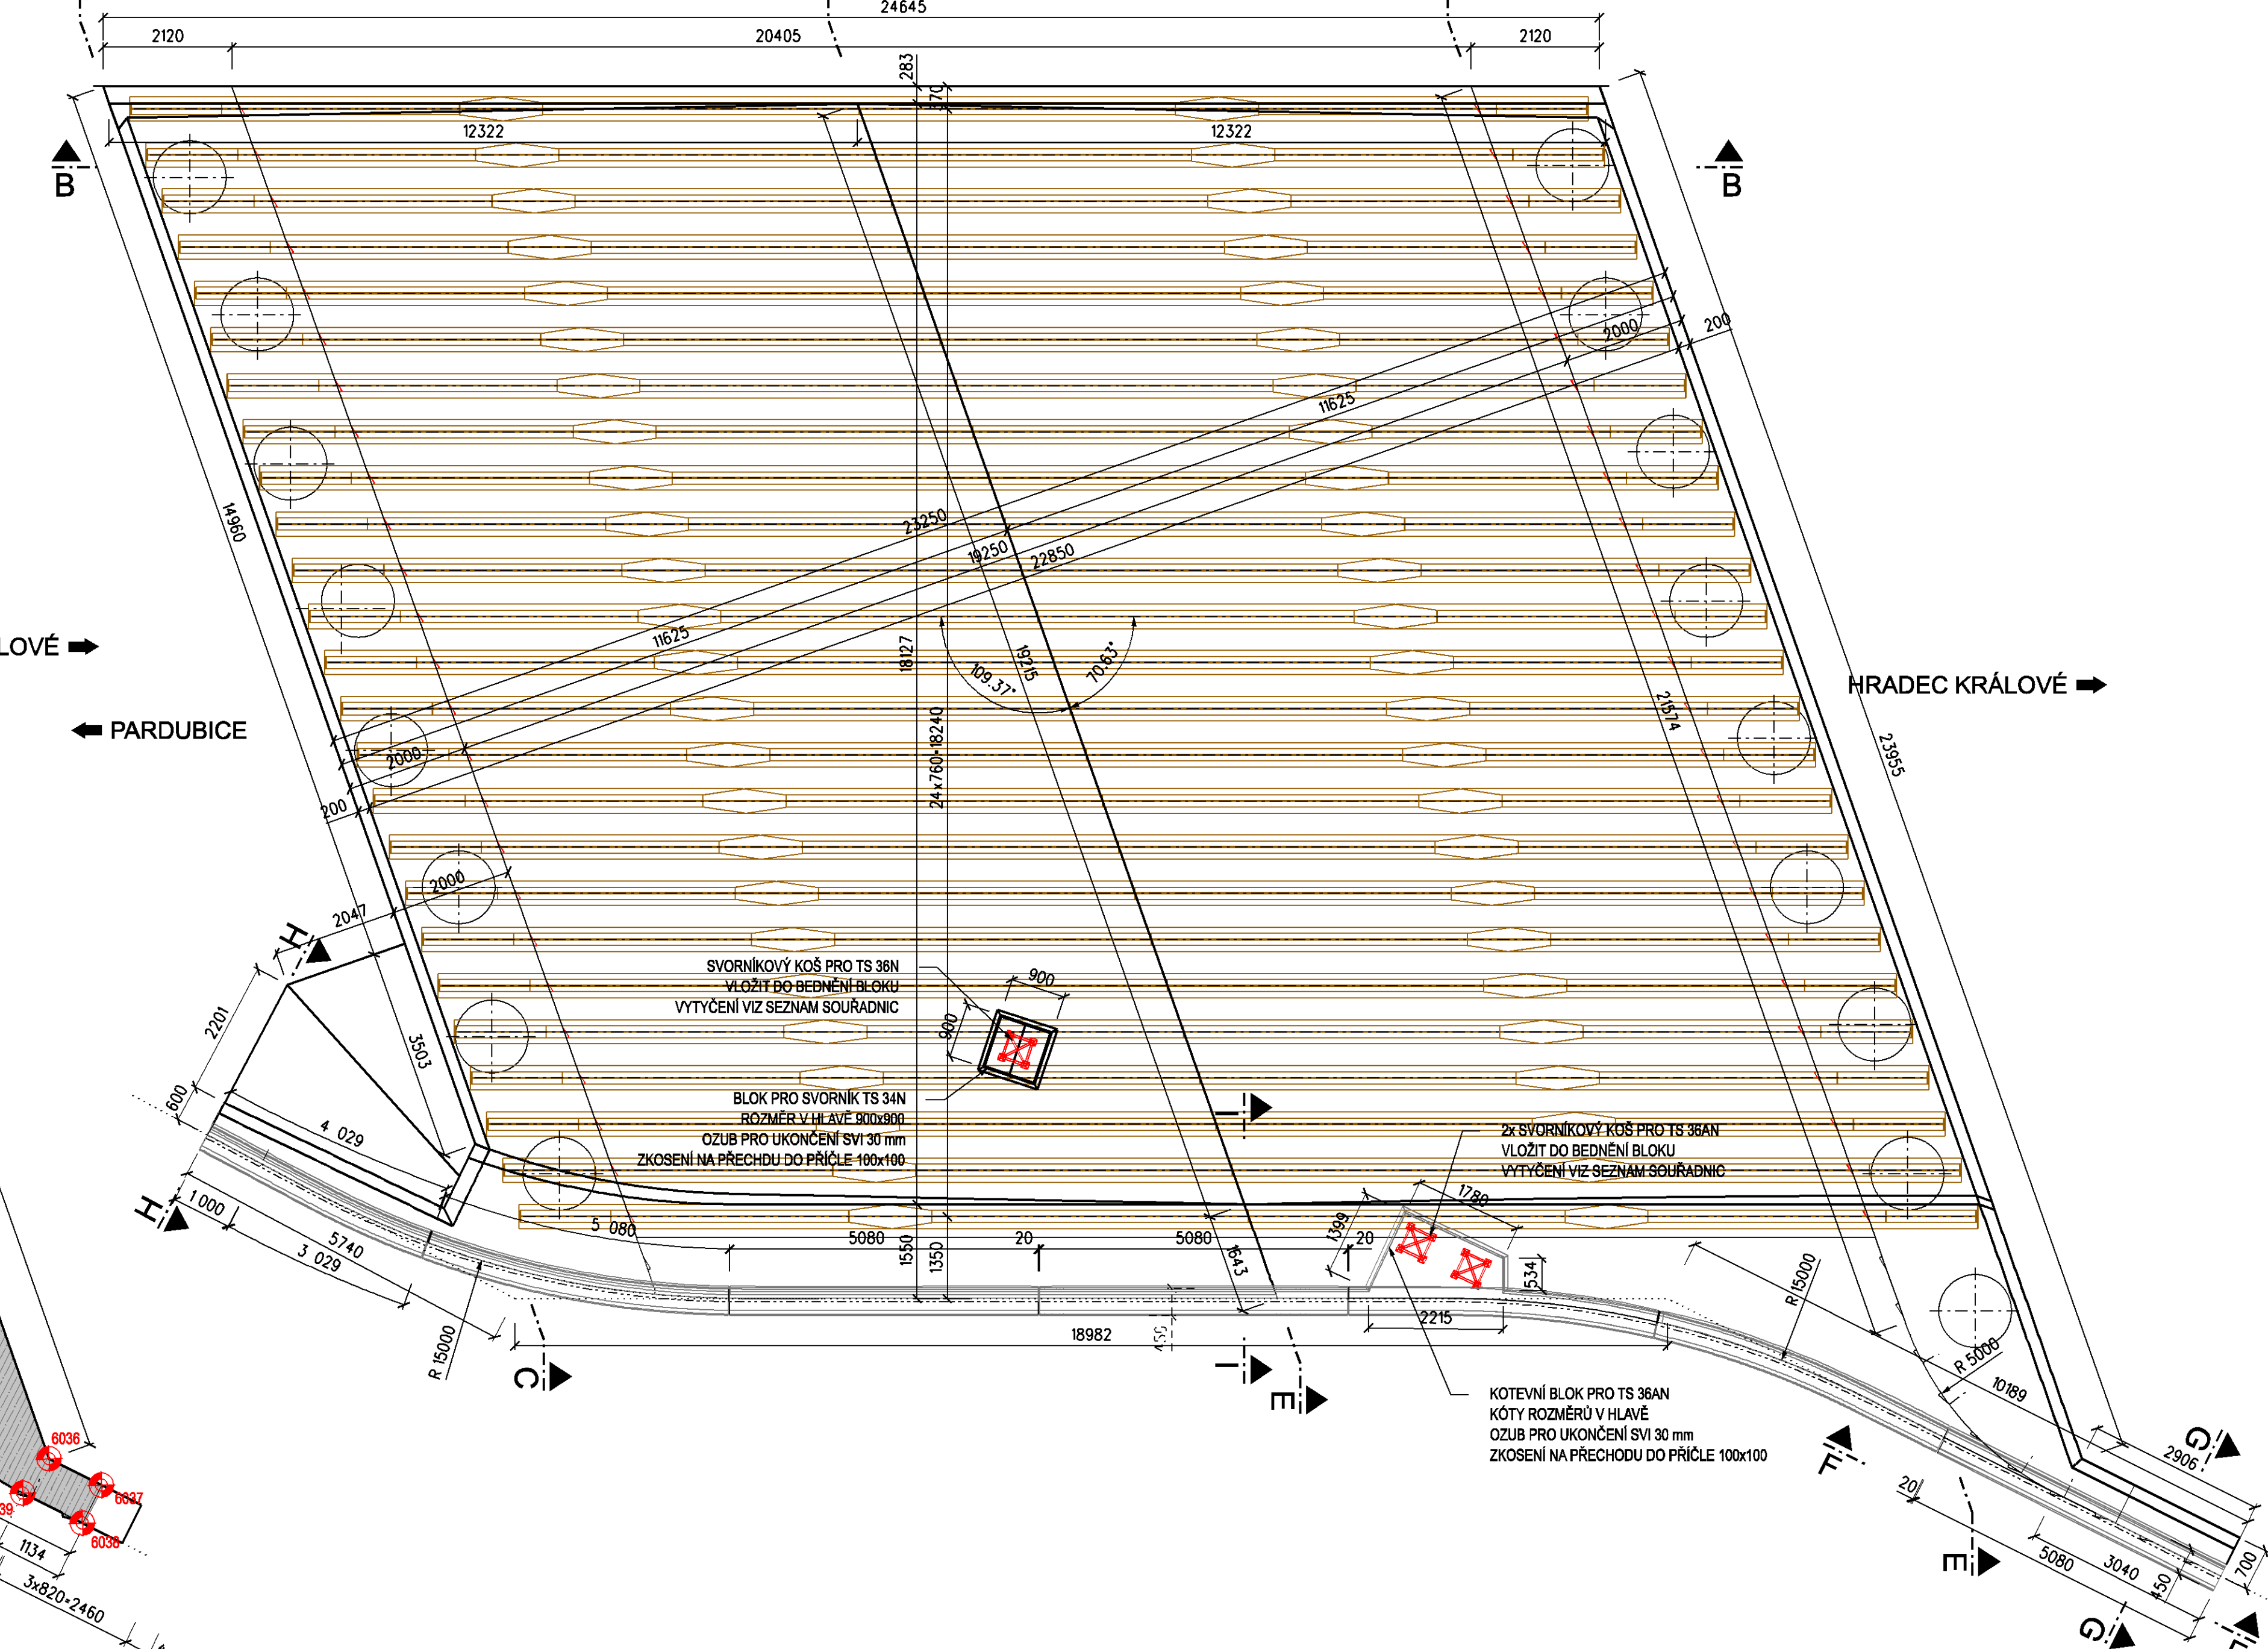 24645
2120
20405
2120
283
370
12322
12322
B
B
200
2000
11625
14960
23250
19250
22850
11625
18127
19215
109.37°
70.63°
LOVÉ
HRADEC KRÁLOVÉ
PARDUBICE
21574
23955
24x760=18240
2000
200
2000
2047
H
SVORNÍKOVÝ KOŠ PRO TS 36N
VLOŽIT DO BEDNĚNÍ BLOKU
VYTYČENÍ VIZ SEZNAM SOUŘADNIC
900
900
2201
3503
600
BLOK PRO SVORNÍK TS 34N
ROZMĚR V HLAVĚ 900x900
OZUB PRO UKONČENÍ SVI 30 mm
ZKOSENÍ NA PŘECHDU DO PŘÍČLE 100x100
I
2x SVORNÍKOVÝ KOŠ PRO TS 36AN
VLOŽIT DO BEDNĚNÍ BLOKU
VYTYČENÍ VIZ SEZNAM SOUŘADNIC
4 029
H
1 000
5740
3 029
5 080
5080
20
5080
20
1550
1350
1643
1399
1780
534
R 15000
R 15000
2215
18982
450
R 5000
10189
C
I
E
KOTEVNÍ BLOK PRO TS 36AN
KÓTY ROZMĚRŮ V HLAVĚ
OZUB PRO UKONČENÍ SVI 30 mm
ZKOSENÍ NA PŘECHODU DO PŘÍČLE 100x100
F
G
2906
20
E
5080
3040
450
700
G
6036
6037
39
6038
1134
3x820=2460